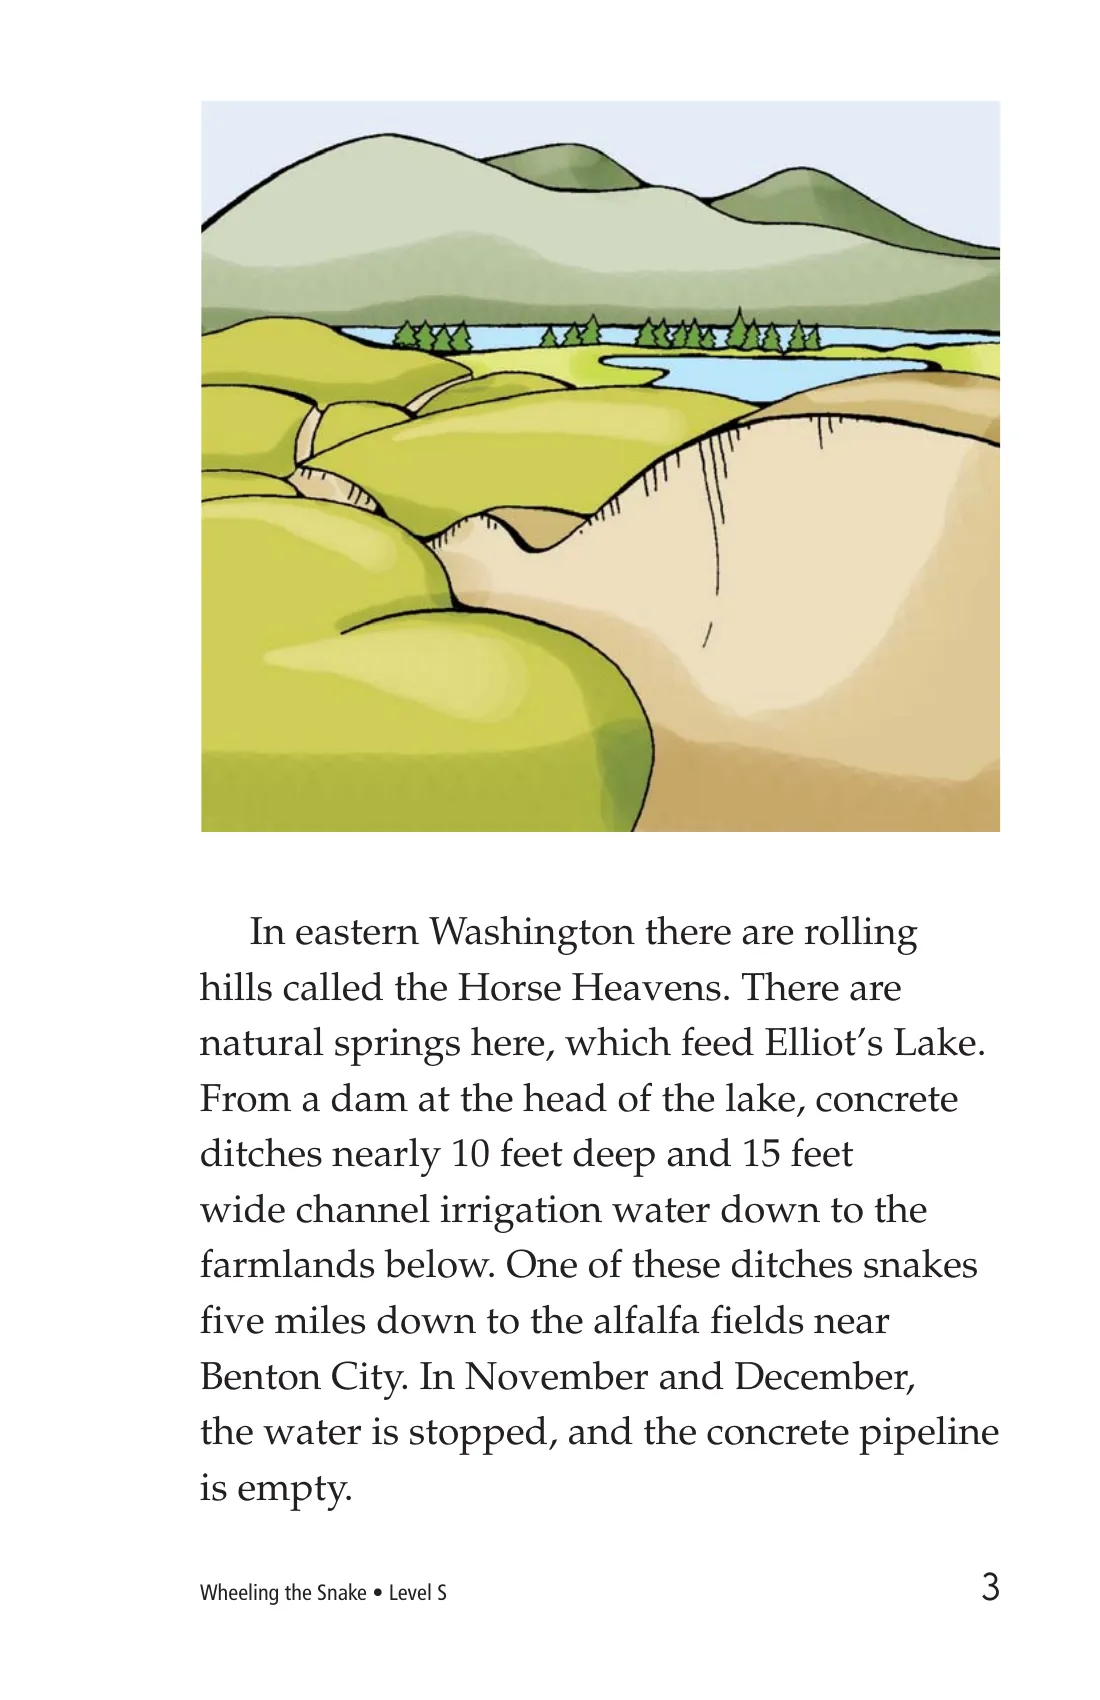 In eastern Washington there are rolling
hills called the Horse Heavens. There are
natural springs here, which feed Elliot’s Lake.
From a dam at the head of the lake, concrete
ditches nearly 10 feet deep and 15 feet
wide channel irrigation water down to the
farmlands below. One of these ditches snakes
five miles down to the alfalfa fields near
Benton City. In November and December,
the water is stopped, and the concrete pipeline
is empty.
Wheeling the Snake • Level S
3